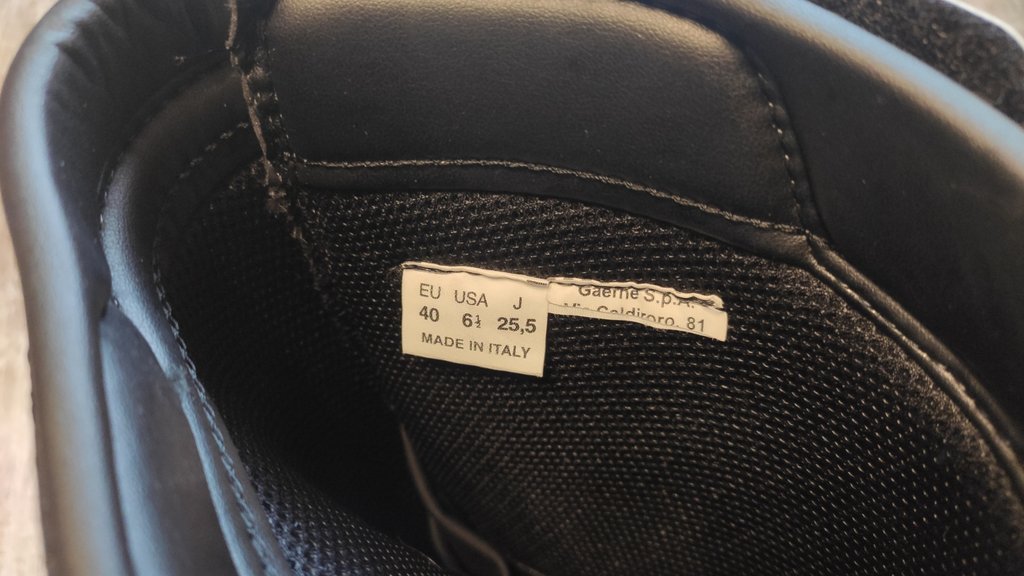 EU USA J
40 6½ 25,5
MADE IN ITALY
Gaerne S.p.A.
81